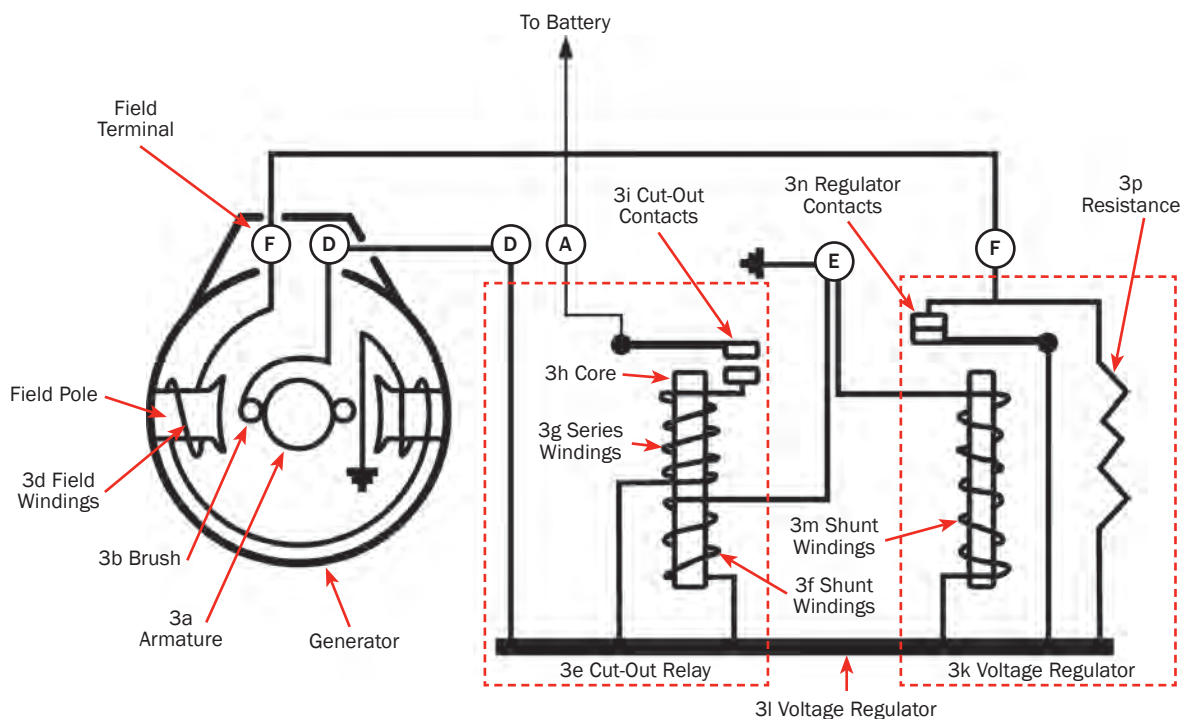 To Battery
Field
Terminal
3i Cut-Out
Contacts
3n Regulator
Contacts
3p
Resistance
F
D
D
A
E
F
3h Core
Field Pole
3g Series
Windings
3d Field
Windings
3m Shunt
Windings
3b Brush
3f Shunt
Windings
3a
Armature
Generator
3e Cut-Out Relay
3k Voltage Regulator
3l Voltage Regulator